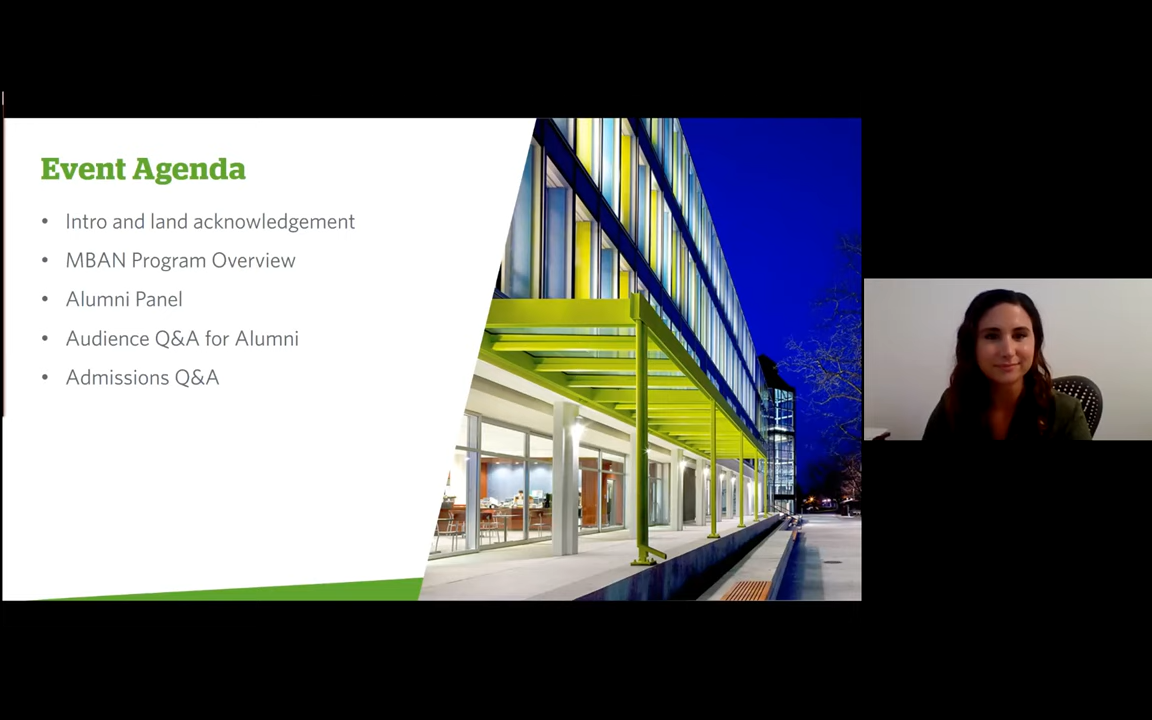 Event Agenda
• Intro and land acknowledgement
• MBAN Program Overview
• Alumni Panel
• Audience Q&A for Alumni
• Admissions Q&A